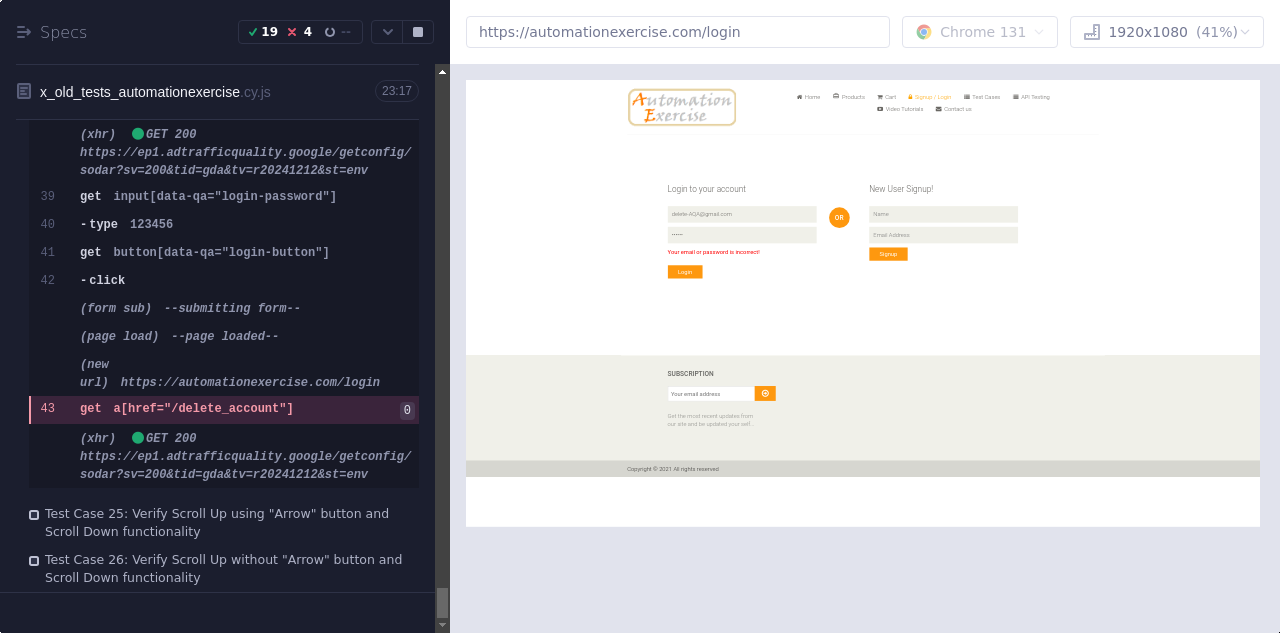 Specs
19
4
--
x_old_tests_automationexercise.cy.js
23:17
(xhr) GET 200
https://ep1.adtrafficquality.google/getconfig/
sodar?sv=200&tid=gda&tv=r20241212&st=env
39 get input[data-qa="login-password"]
40 -type 123456
41 get button[data-qa="login-button"]
42 -click
(form sub) --submitting form--
(page load) --page loaded--
(new
url) https://automationexercise.com/login
43 get a[href="/delete_account"] 0
(xhr) GET 200
https://ep1.adtrafficquality.google/getconfig/
sodar?sv=200&tid=gda&tv=r20241212&st=env
Test Case 25: Verify Scroll Up using "Arrow" button and
Scroll Down functionality
Test Case 26: Verify Scroll Up without "Arrow" button and
Scroll Down functionality
https://automationexercise.com/login
Chrome 131
1920x1080 (41%)
Automation
Exercise
Home Products Cart Signup / Login Test Cases API Testing
Video Tutorials Contact us
Login to your account
delete-AQA@gmail.com
······
Your email or password is incorrect!
Login
OR
New User Signup!
Name
Email Address
Signup
SUBSCRIPTION
Your email address
Get the most recent updates from
our site and be updated your self...
Copyright © 2021 All rights reserved